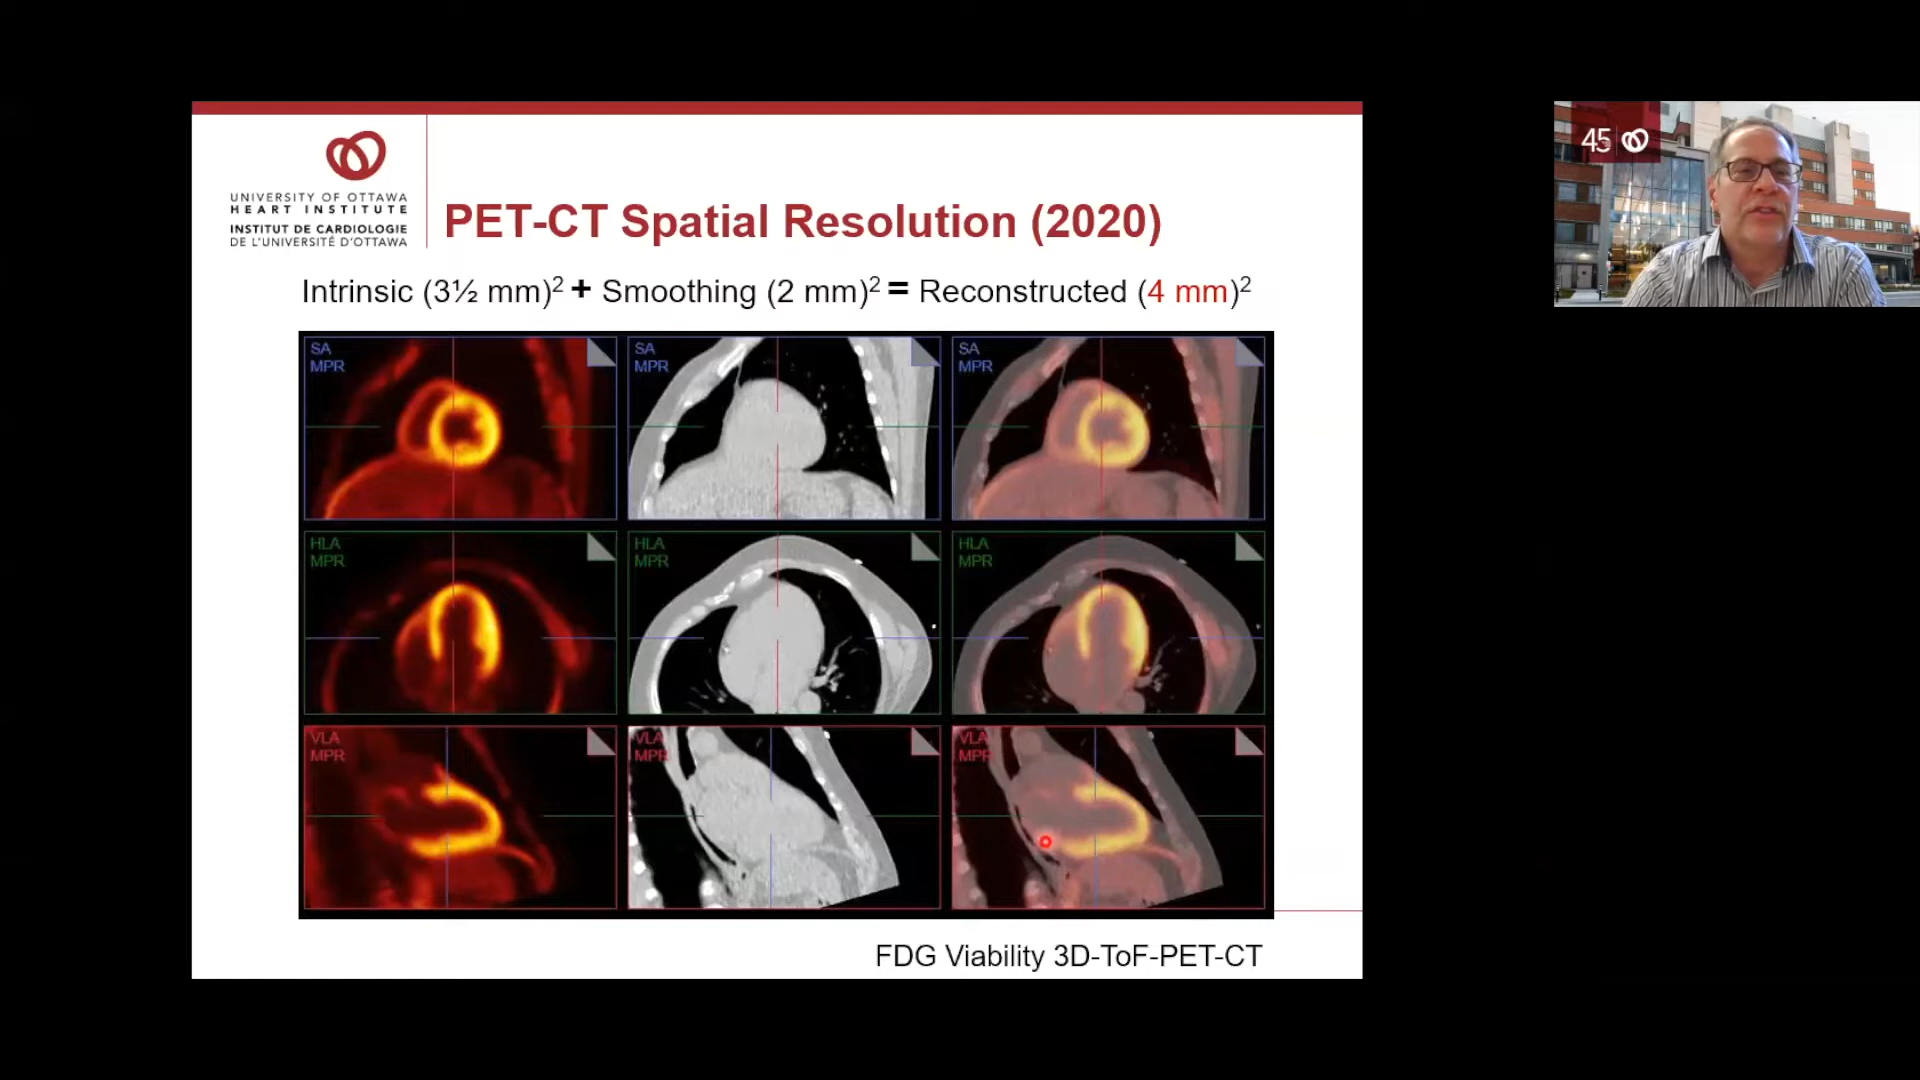 UNIVERSITY OF OTTAWA
HEART INSTITUTE
INSTITUT DE CARDIOLOGIE
DE L'UNIVERSITÉ D'OTTAWA
PET-CT Spatial Resolution (2020)
Intrinsic (3½ mm)² + Smoothing (2 mm)² = Reconstructed (4 mm)²
45
SA
MPR
SA
MPR
SA
MPR
HLA
MPR
HLA
MPR
HLA
MPR
VLA
MPR
VLA
MPR
VLA
MPR
FDG Viability 3D-ToF-PET-CT